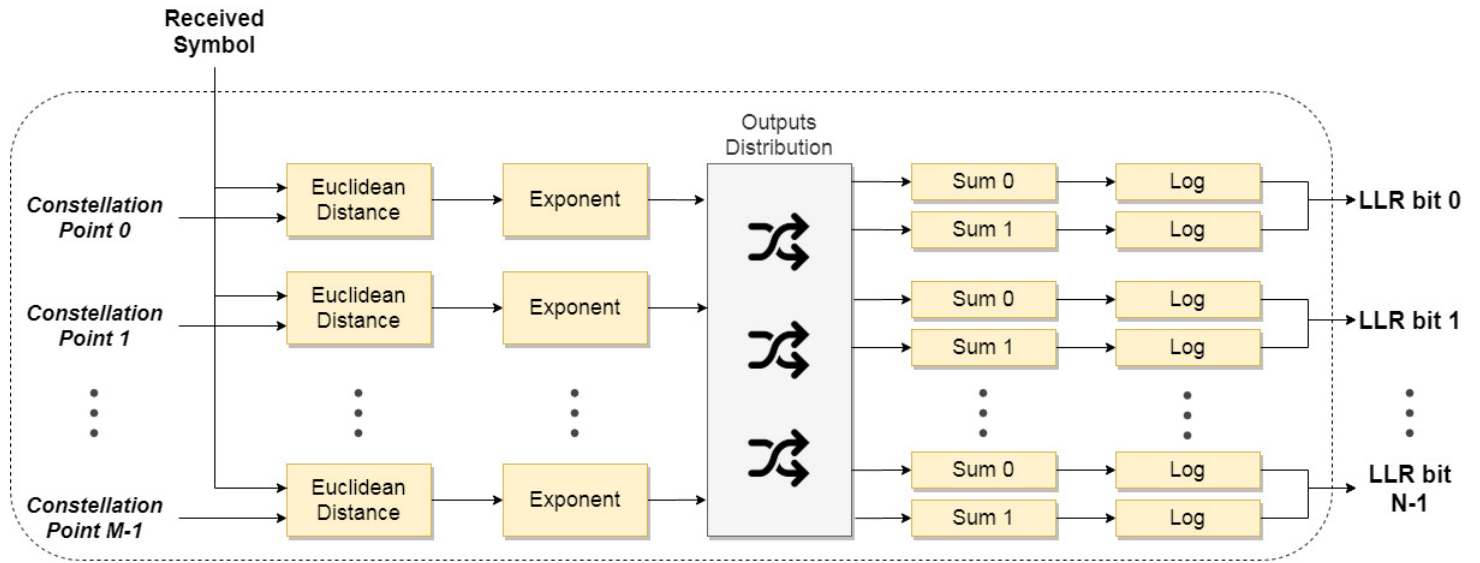 Received
Symbol
Outputs
Distribution
Constellation
Point 0
Euclidean
Distance
Exponent
Sum 0
Log
Sum 1
Log
LLR bit 0
Constellation
Point 1
Euclidean
Distance
Exponent
Sum 0
Log
Sum 1
Log
LLR bit 1
Constellation
Point M-1
Euclidean
Distance
Exponent
Sum 0
Log
Sum 1
Log
LLR bit
N-1